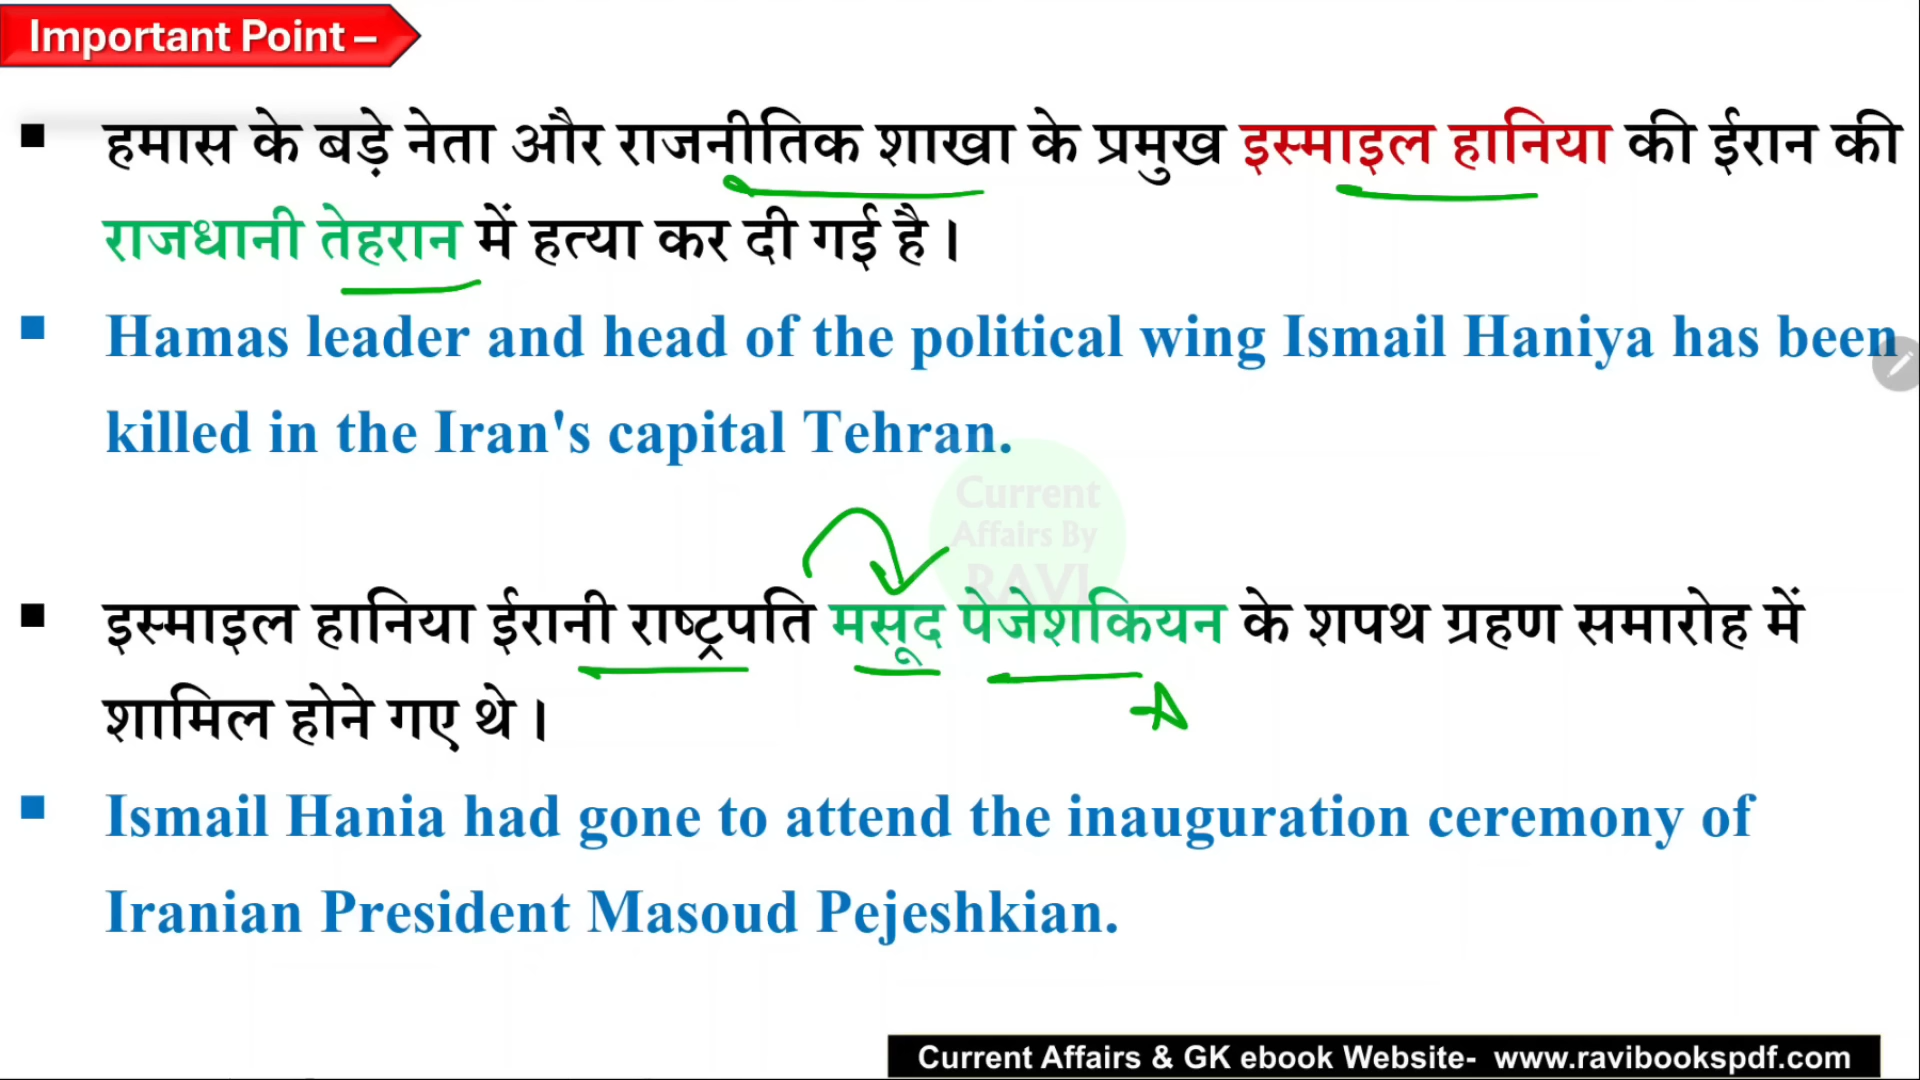 Important Point –
हमास के बड़े नेता और राजनीतिक शाखा के प्रमुख इस्माइल हानिया की ईरान की
राजधानी तेहरान में हत्या कर दी गई है।
Hamas leader and head of the political wing Ismail Haniya has been
killed in the Iran's capital Tehran.
Current
Affairs By
RAVI
इस्माइल हानिया ईरानी राष्ट्रपति मसूद पेजेशकियन के शपथ ग्रहण समारोह में
शामिल होने गए थे।
Ismail Hania had gone to attend the inauguration ceremony of
Iranian President Masoud Pejeshkian.
Current Affairs & GK ebook Website- www.ravibookspdf.com